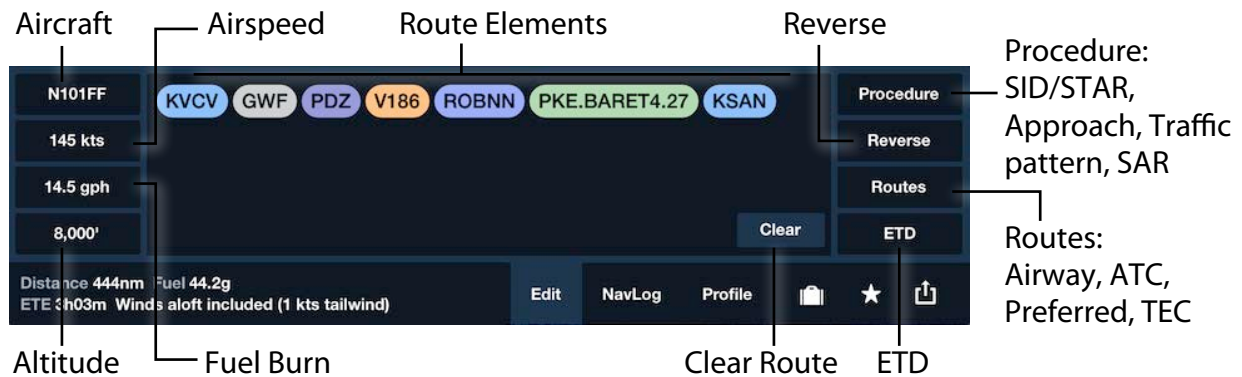 Aircraft
Airspeed
Route Elements
Reverse
N101FF
KVCV GWF PDZ V186 ROBNN PKE.BARET4.27 KSAN
Procedure
145 kts
Reverse
14.5 gph
Routes
8,000'
Clear
ETD
Procedure:
SID/STAR,
Approach, Traffic
pattern, SAR
Routes:
Airway, ATC,
Preferred, TEC
Distance 444nm Fuel 44.2g
ETE 3h03m Winds aloft included (1 kts tailwind)
Edit
NavLog
Profile
Altitude
Fuel Burn
Clear Route
ETD